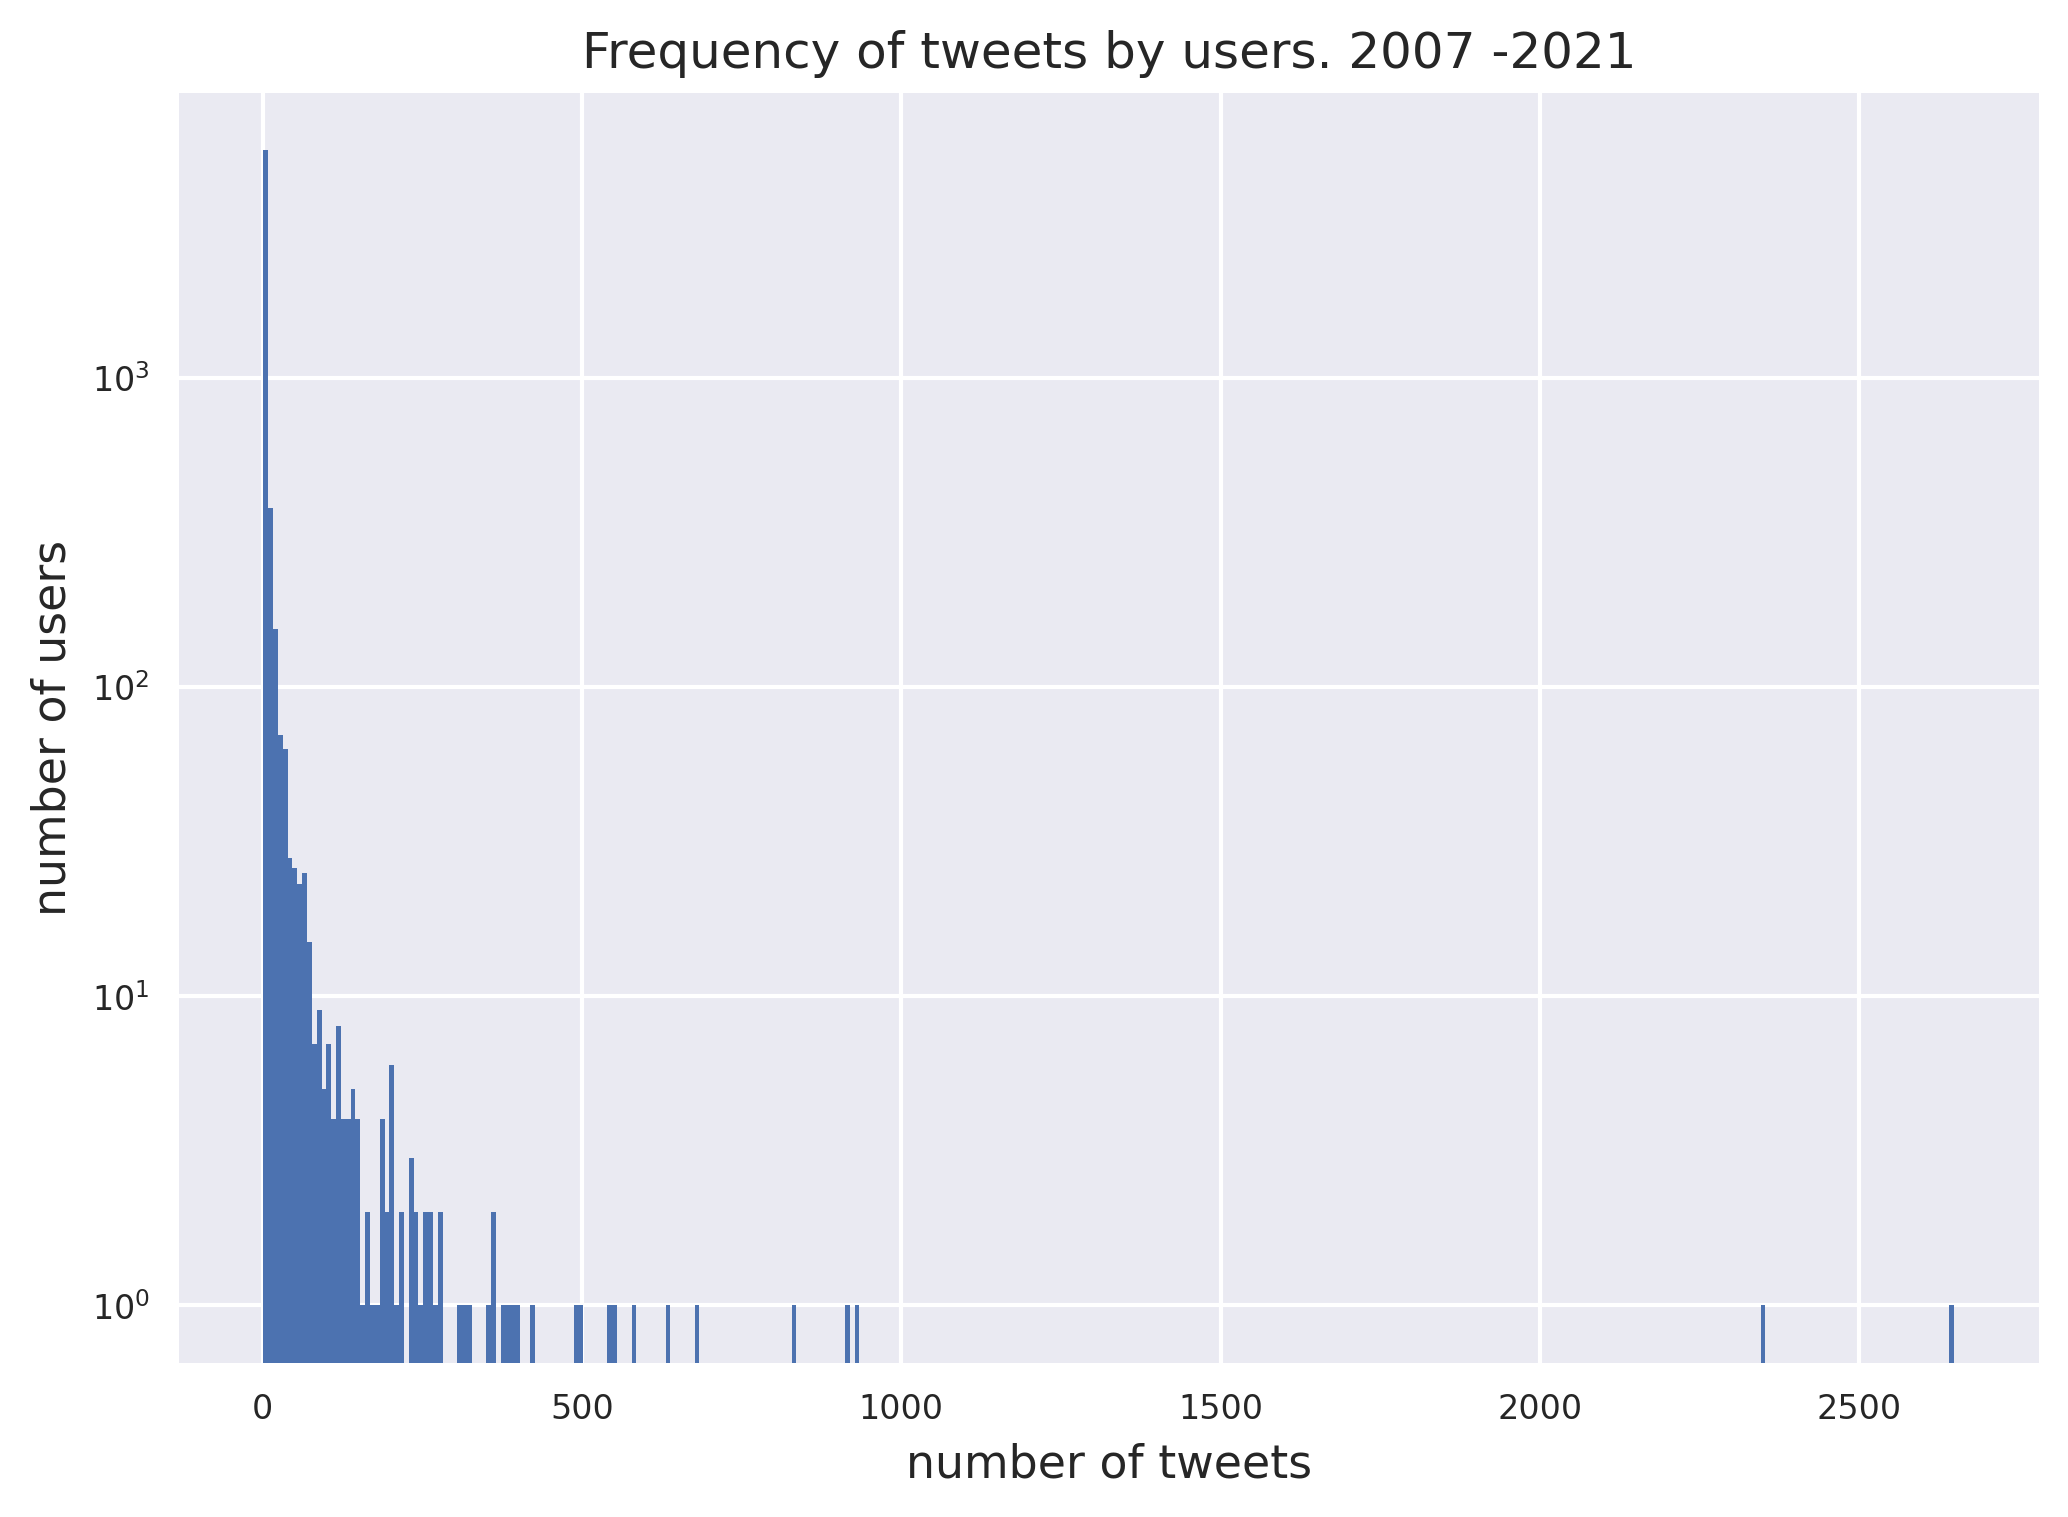 Frequency of tweets by users. 2007 -2021
number of users
10³
10²
10¹
10⁰
0 500 1000 1500 2000 2500
number of tweets